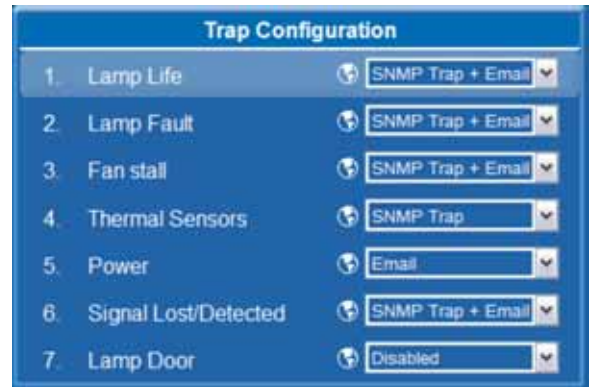 Trap Configuration
1. Lamp Life SNMP Trap + Email
2. Lamp Fault SNMP Trap + Email
3. Fan stall SNMP Trap + Email
4. Thermal Sensors SNMP Trap
5. Power Email
6. Signal Lost/Detected SNMP Trap + Email
7. Lamp Door Disabled